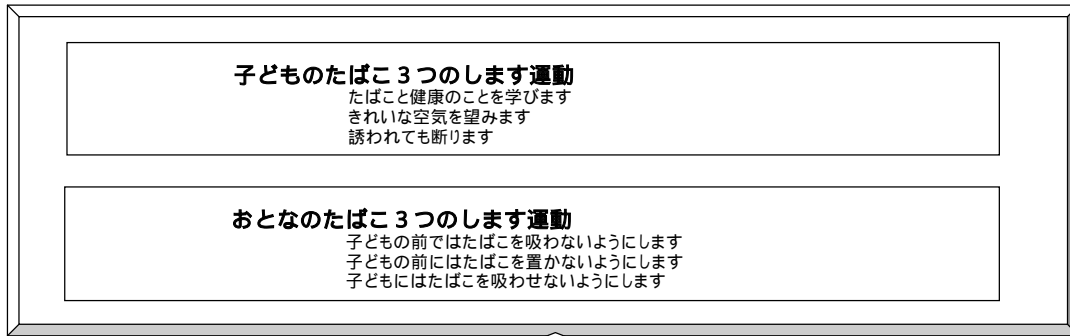 子どものたばこ３つのします運動
たばこと健康のことを学びます
きれいな空気を望みます
誘われても断ります
おとなのたばこ３つのします運動
子どもの前ではたばこを吸わないようにします
子どもの前にはたばこを置かないようにします
子どもにはたばこを吸わせないようにします